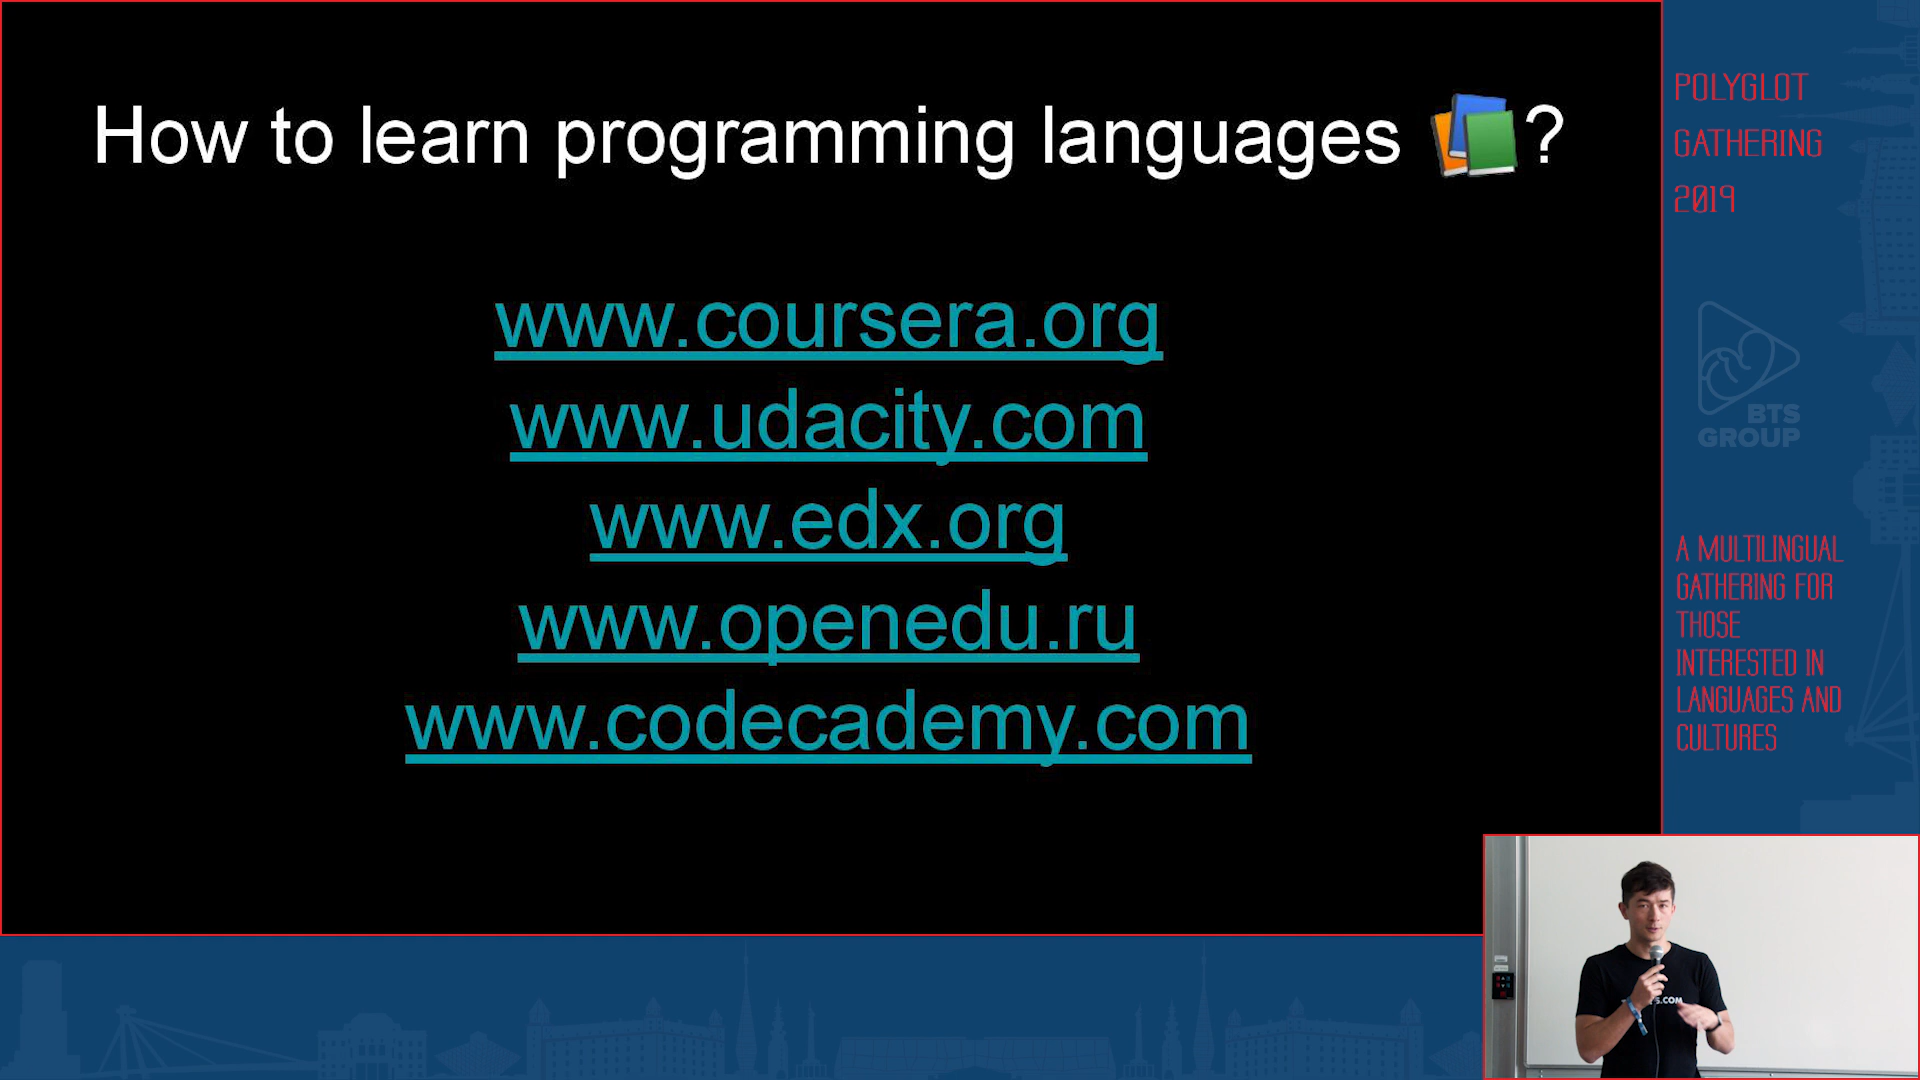 How to learn programming languages ?
www.coursera.org
www.udacity.com
www.edx.org
www.openedu.ru
www.codecademy.com
POLYGLOT
GATHERING
2019
BTS
GROUP
A MULTILINGUAL
GATHERING FOR
THOSE
INTERESTED IN
LANGUAGES AND
CULTURES